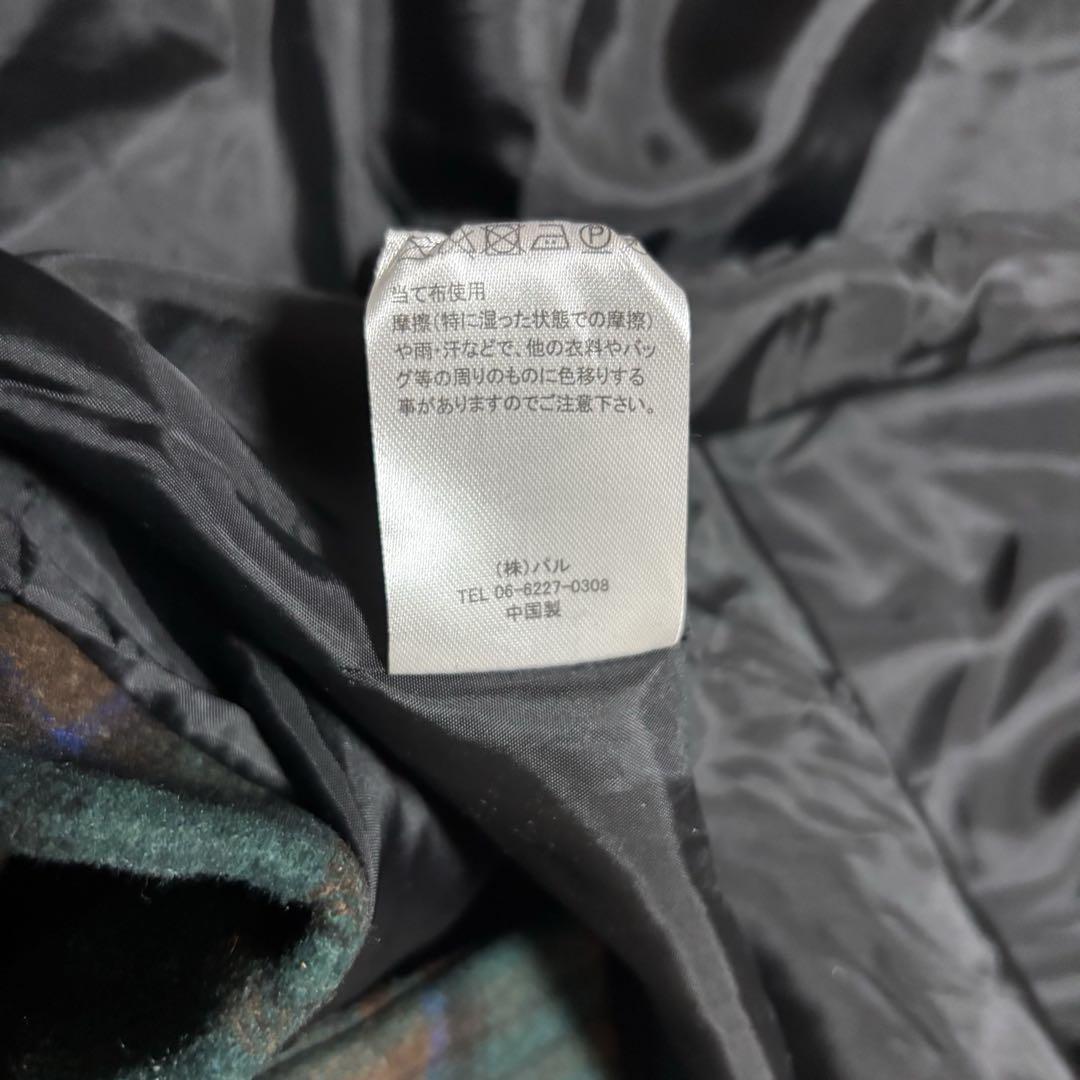 P
当て布使用
摩擦(特に湿った状態での摩擦)
や雨・汗などで、他の衣料やバッ
グ等の周りのものに色移りする
事がありますのでご注意下さい。
(株)パル
TEL 06-6227-0308
中国製